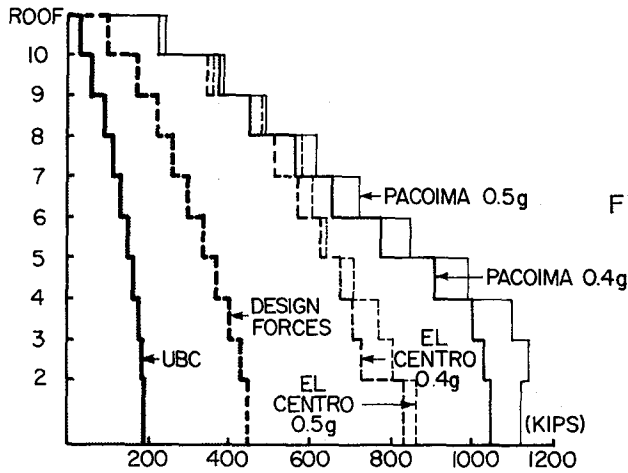 ROOF
10
9
8
7
6
5
4
3
2
PACOIMA 0.5g
F
PACOIMA 0.4g
DESIGN
FORCES
UBC
EL
CENTRO
0.4g
EL
CENTRO
0.5g
(KIPS)
200
400
600
800
1000
1200